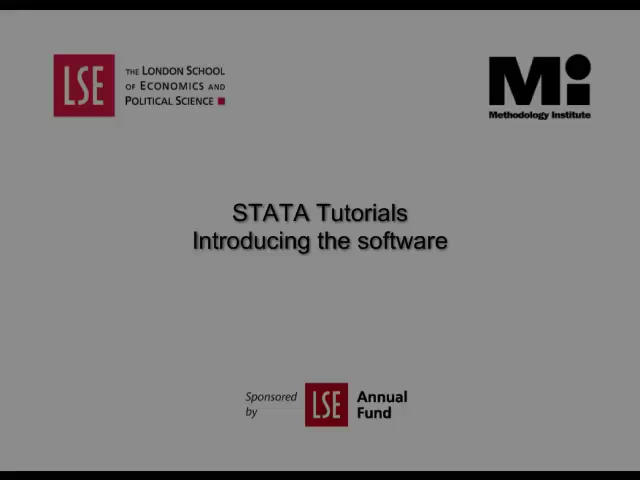 LSE
THE LONDON SCHOOL
OF ECONOMICS AND
POLITICAL SCIENCE
Mi
Methodology Institute
STATA Tutorials
Introducing the software
Sponsored
by
LSE
Annual
Fund